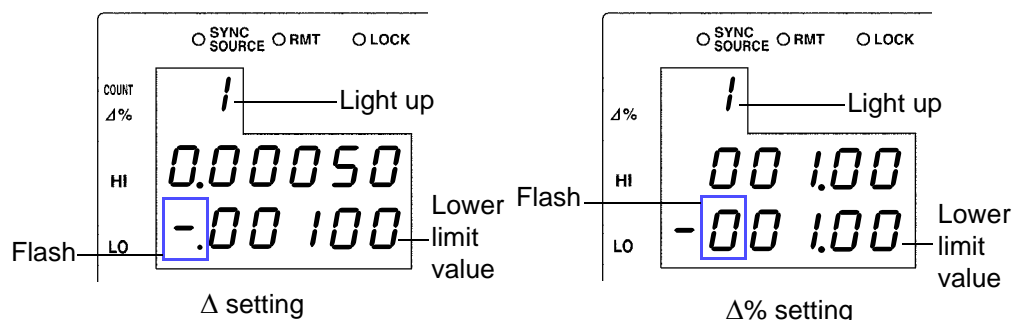 SYNC SOURCE RMT LOCK
COUNT
Δ%
1 Light up
HI 0.00050
LO -.00100
Flash
Lower limit value
Δ setting
SYNC SOURCE RMT LOCK
Δ%
1 Light up
HI 001.00
Flash
LO -001.00
Lower limit value
Δ% setting